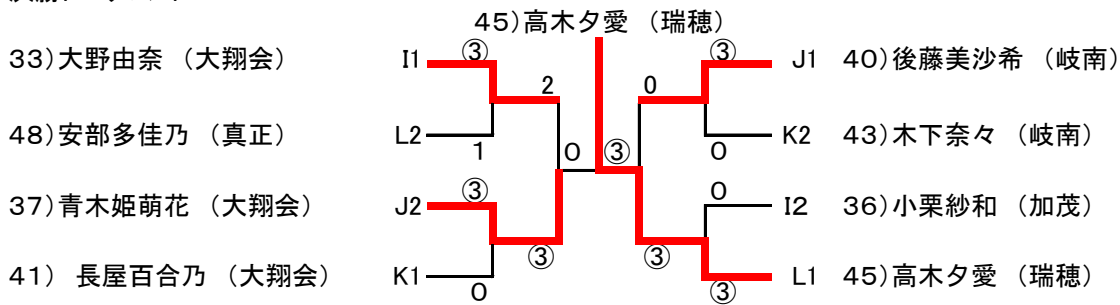 45)高木夕愛 (瑞穂)
33)大野由奈 (大翔会) I1 ③ 2 0 ③ J1 40)後藤美沙希 (岐南)
48)安部多佳乃 (真正) L2 1 0 ③ 0 K2 43)木下奈々 (岐南)
37)青木姫萌花 (大翔会) J2 ③ ③ ③ 0 I2 36)小栗紗和 (加茂)
41) 長屋百合乃 (大翔会) K1 0 ③ L1 45)高木夕愛 (瑞穂)